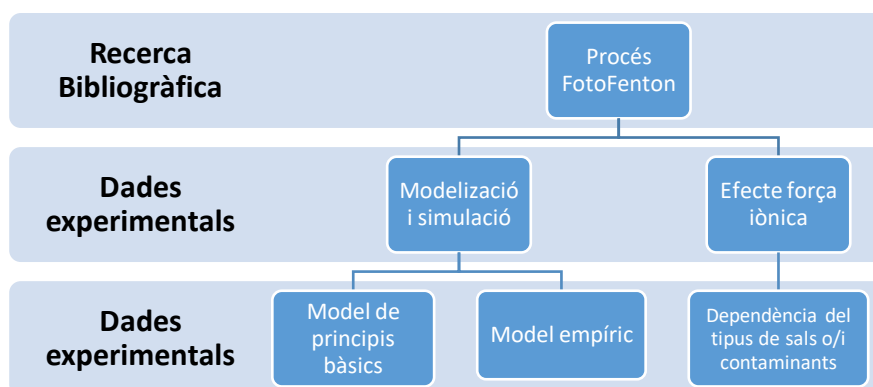 Recerca
Bibliogràfica
Procés
FotoFenton
Dades
experimentals
Modelizació
i simulació
Efecte força
iònica
Dades
experimentals
Model de
principis
bàsics
Model empíric
Dependència del
tipus de sals o/i
contaminants